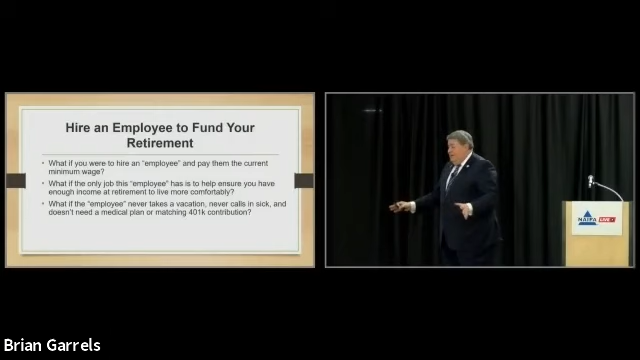 Hire an Employee to Fund Your
Retirement
• What if you were to hire an “employee” and pay them the current
minimum wage?
• What if the only job this “employee” has is to help ensure you have
enough income at retirement to live more comfortably?
• What if the “employee” never takes a vacation, never calls in sick, and
doesn't need a medical plan or matching 401k contribution?
NAIFA LIVE
Brian Garrels